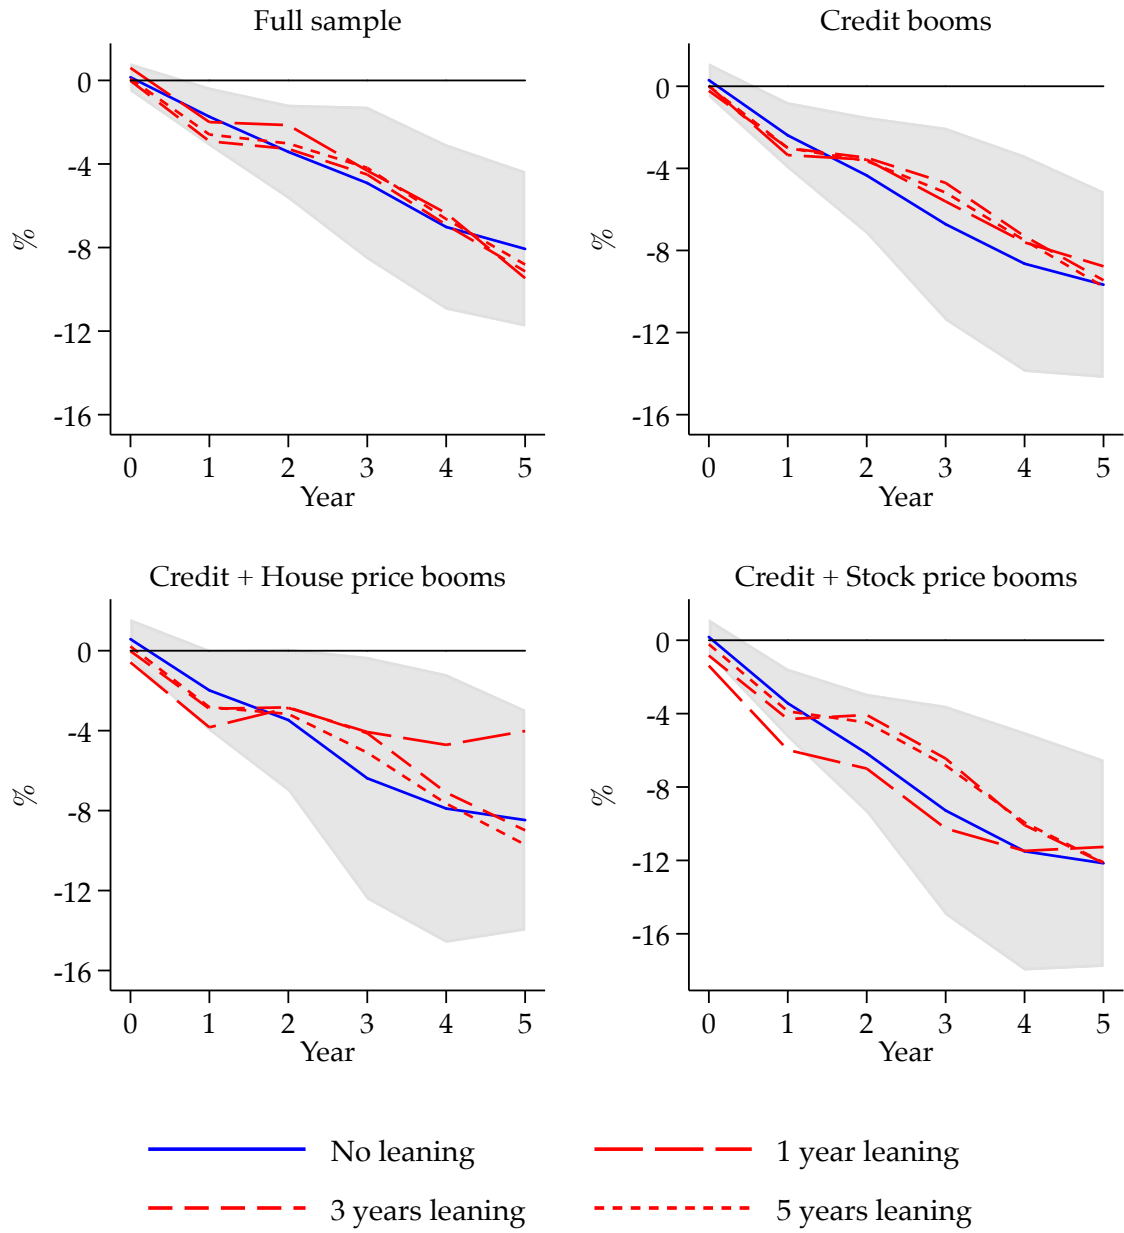 Full sample
0
-4
-8
-12
-16
%
0 1 2 3 4 5
Year
Credit booms
0
-4
-8
-12
-16
%
0 1 2 3 4 5
Year
Credit + House price booms
0
-4
-8
-12
-16
%
0 1 2 3 4 5
Year
Credit + Stock price booms
0
-4
-8
-12
-16
%
0 1 2 3 4 5
Year
No leaning
1 year leaning
3 years leaning
5 years leaning